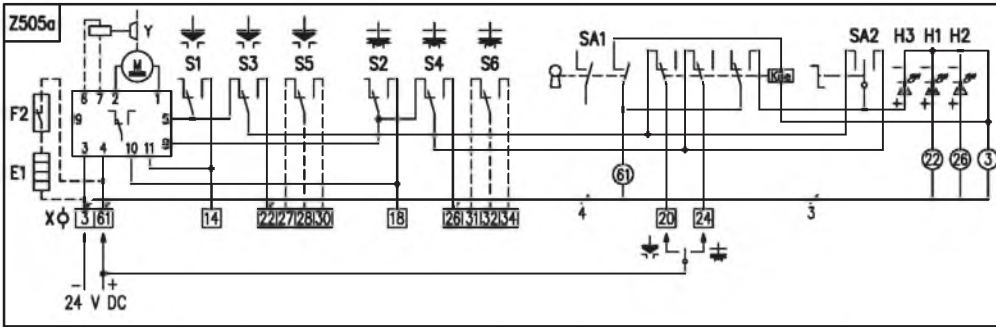 Z505a
Y
M
S1 S3 S5 S2 S4 S6
SA1
SA2 H3 H1 H2
6 7 2 1
F2
9 5
8
3 4 10 11
E1
+ + +
61 22 26 3
X 3 61 14 22 27 28 30 18 26 31 32 34 4 20 24 3
- +
24 V DC